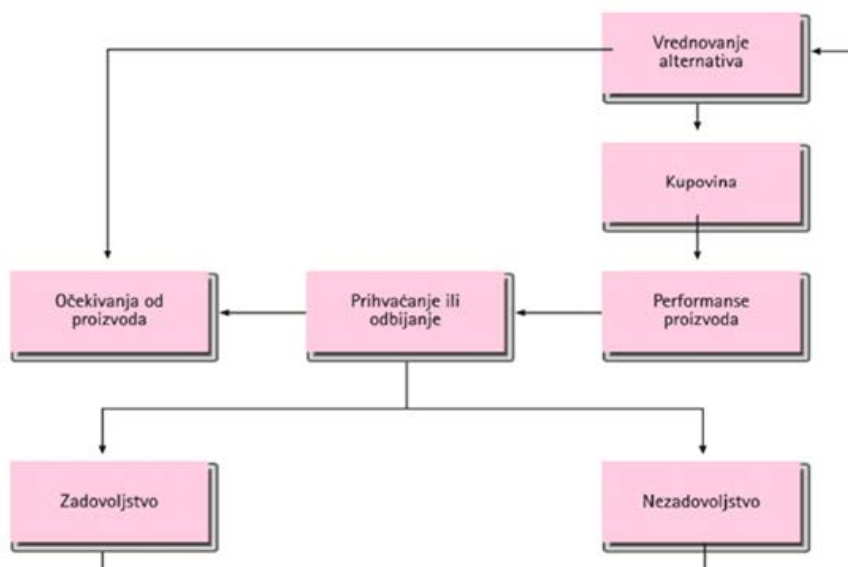 Vrednovanje
alternativa
Kupovina
Očekivanja od
proizvoda
Prihvaćanje ili
odbijanje
Performanse
proizvoda
Zadovoljstvo
Nezadovoljstvo